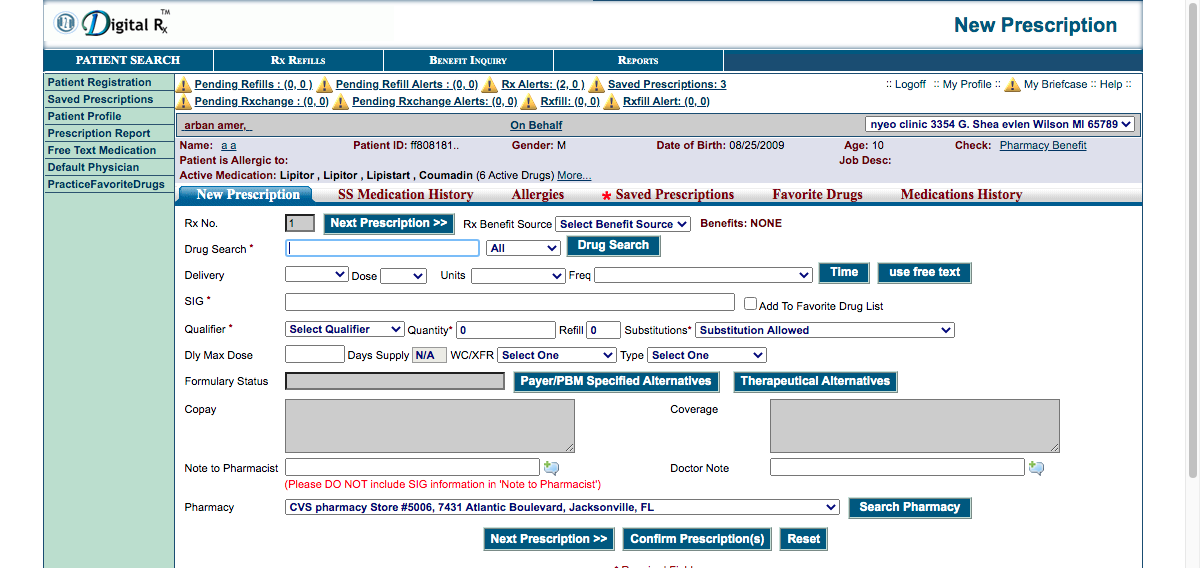 Digital Rx TM
New Prescription
PATIENT SEARCH RX REFILLS BENEFIT INQUIRY REPORTS
Patient Registration
Saved Prescriptions
Patient Profile
Prescription Report
Free Text Medication
Default Physician
PracticeFavoriteDrugs
Pending Refills : (0, 0 ) Pending Refill Alerts : (0, 0) Rx Alerts: (2, 0 ) Saved Prescriptions: 3 :: Logoff :: My Profile :: My Briefcase :: Help ::
Pending Rxchange : (0, 0) Pending Rxchange Alerts: (0, 0) Rxfill: (0, 0) Rxfill Alert: (0, 0)
arban amer, On Behalf nyeo clinic 3354 G. Shea evlen Wilson MI 65789
Name: a a Patient ID: ff808181.. Gender: M Date of Birth: 08/25/2009 Age: 10 Check: Pharmacy Benefit
Patient is Allergic to: Job Desc:
Active Medication: Lipitor , Lipitor , Lipistart , Coumadin (6 Active Drugs) More...
New Prescription SS Medication History Allergies * Saved Prescriptions Favorite Drugs Medications History
Rx No. 1 Next Prescription >> Rx Benefit Source Select Benefit Source Benefits: NONE
Drug Search * All Drug Search
Delivery Dose Units Freq Time use free text
SIG * Add To Favorite Drug List
Qualifier * Select Qualifier Quantity* 0 Refill 0 Substitutions* Substitution Allowed
Dly Max Dose Days Supply N/A WC/XFR Select One Type Select One
Formulary Status Payer/PBM Specified Alternatives Therapeutical Alternatives
Copay Coverage
Note to Pharmacist Doctor Note
(Please DO NOT include SIG information in 'Note to Pharmacist')
Pharmacy CVS pharmacy Store #5006, 7431 Atlantic Boulevard, Jacksonville, FL Search Pharmacy
Next Prescription >> Confirm Prescription(s) Reset